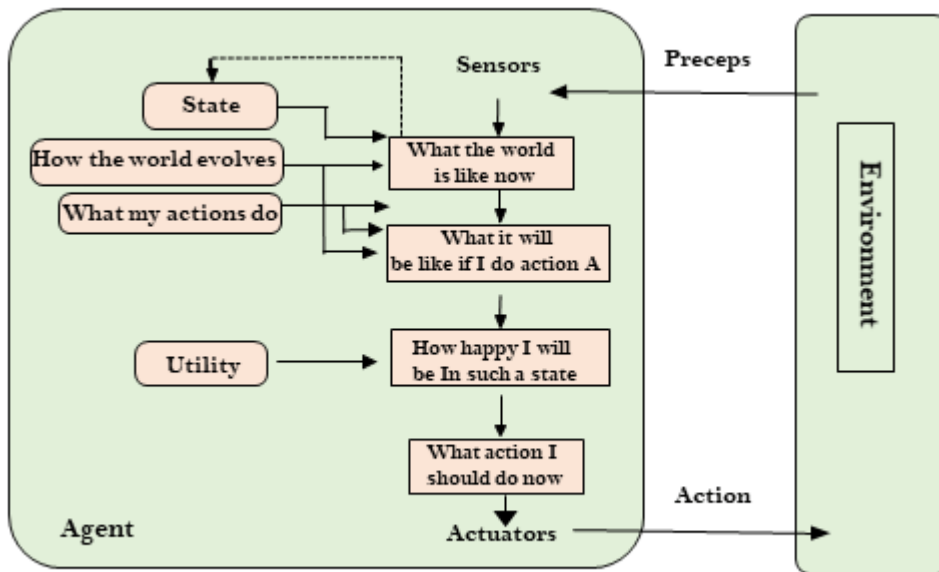 Sensors
Preceps
State
How the world evolves
What my actions do
What the world
is like now
What it will
be like if I do action A
Utility
How happy I will
be In such a state
What action I
should do now
Agent
Actuators
Action
Environment